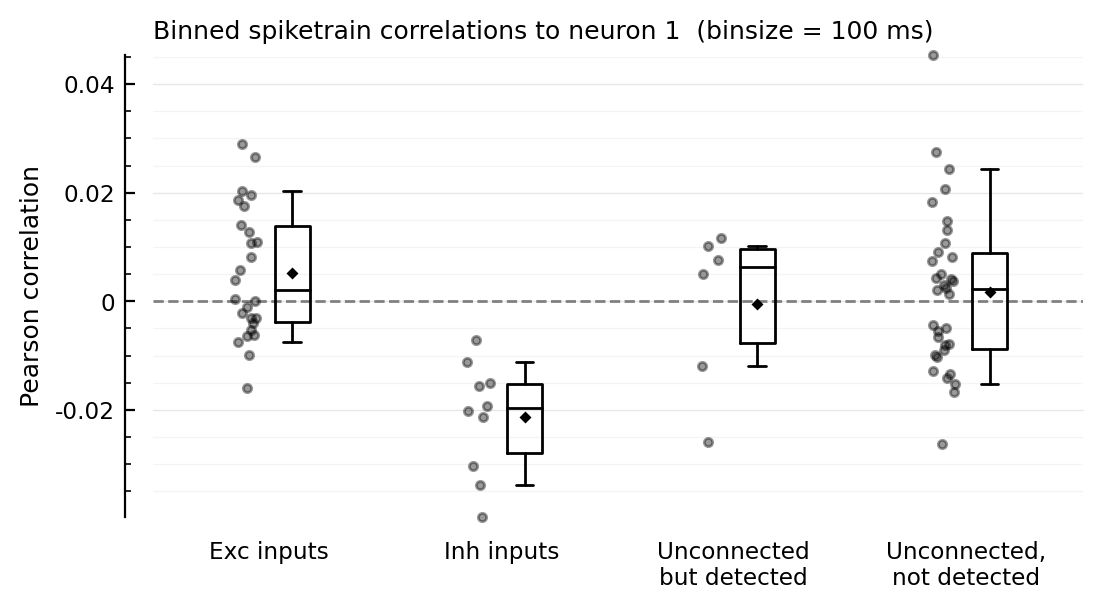 Binned spiketrain correlations to neuron 1  (binsize = 100 ms)
Pearson correlation
0.04
0.02
0
-0.02
Exc inputs
Inh inputs
Unconnected
but detected
Unconnected,
not detected